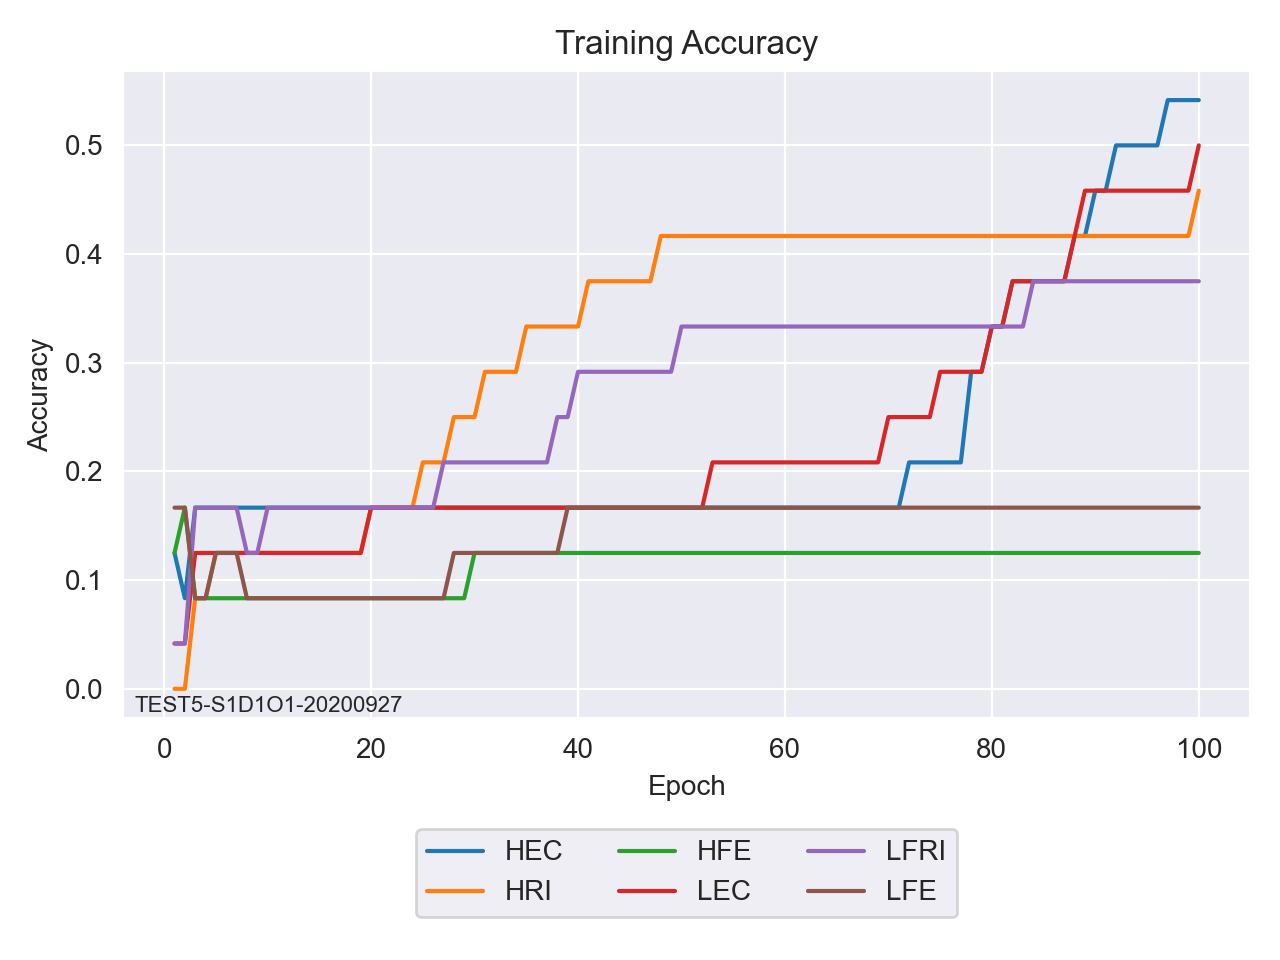 Training Accuracy
0.5
0.4
0.3
0.2
0.1
0.0
Accuracy
TEST5-S1D1O1-20200927
0 20 40 60 80 100
Epoch
HEC HFE LFRI
HRI LEC LFE